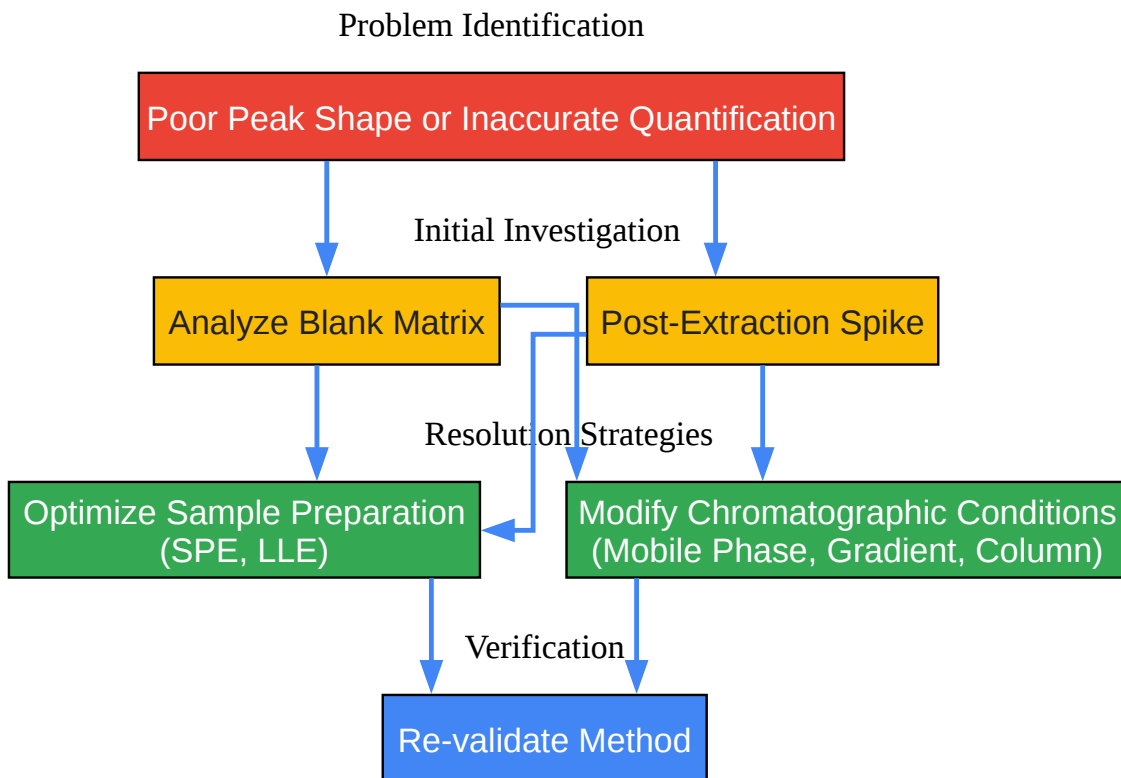 Problem Identification
Poor Peak Shape or Inaccurate Quantification
Initial Investigation
Analyze Blank Matrix
Post-Extraction Spike
Resolution Strategies
Optimize Sample Preparation
(SPE, LLE)
Modify Chromatographic Conditions
(Mobile Phase, Gradient, Column)
Verification
Re-validate Method